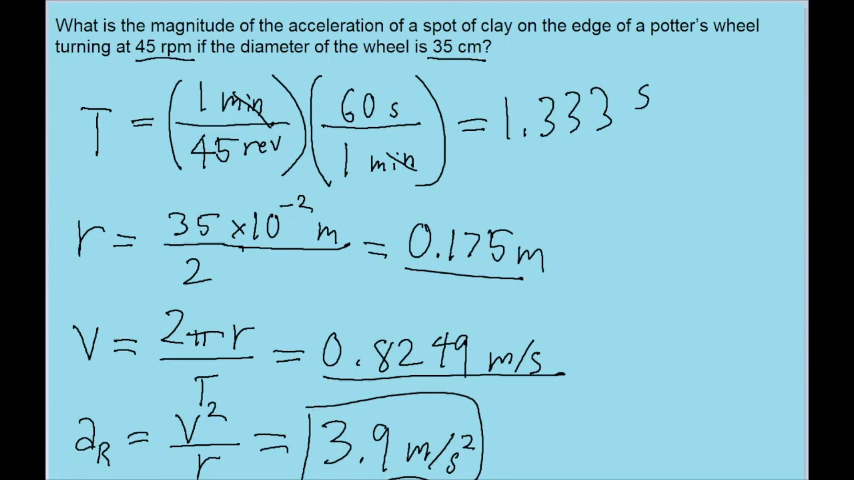 What is the magnitude of the acceleration of a spot of clay on the edge of a potter's wheel
turning at 45 rpm if the diameter of the wheel is 35 cm?
T = (1 min / 45 rev) (60 s / 1 min) = 1.333 s
r = 35 × 10⁻² m / 2 = 0.175 m
v = 2πr / T = 0.8249 m/s
a_R = v² / r = 3.9 m/s²